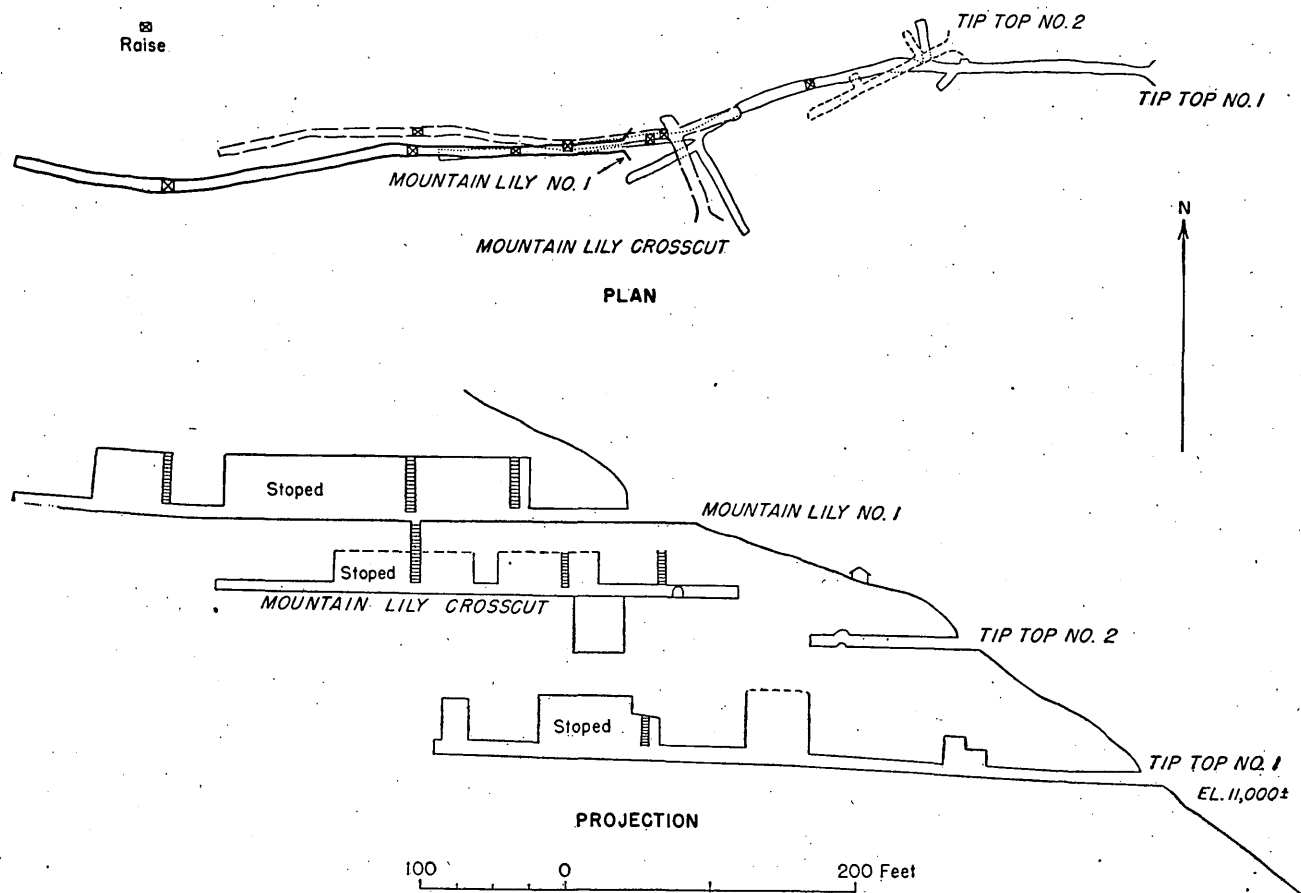 TIP TOP NO. 2
Raise
TIP TOP NO. 1
MOUNTAIN LILY NO. 1
N
MOUNTAIN LILY CROSSCUT
PLAN
Stoped
MOUNTAIN LILY NO. 1
Stoped
MOUNTAIN LILY CROSSCUT
TIP TOP NO. 2
Stoped
TIP TOP NO. 1
EL. 11,000±
PROJECTION
100 0 200 Feet